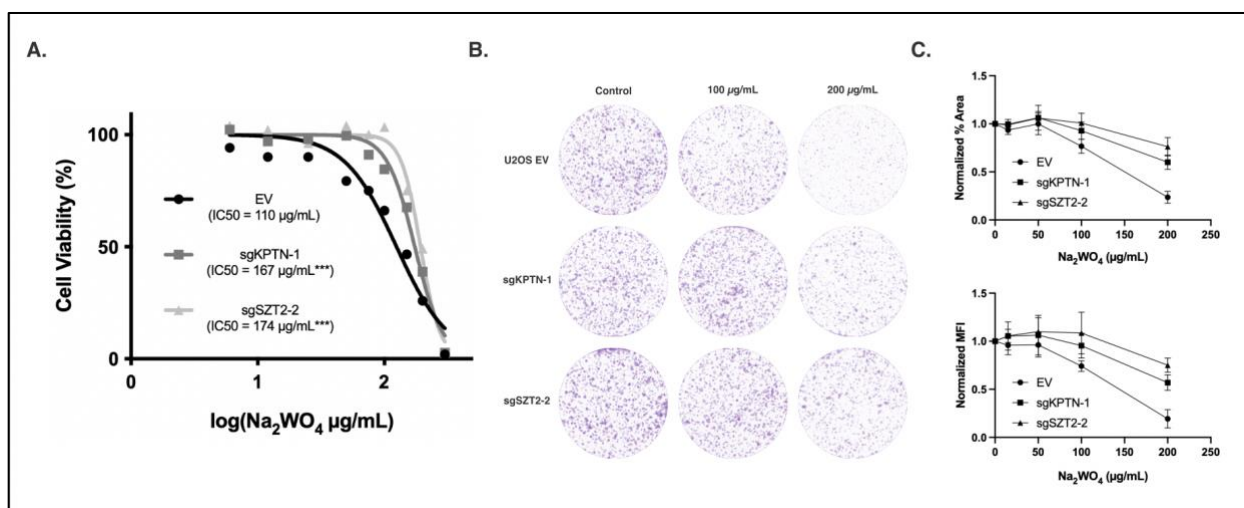 A.
Cell Viability (%)
100
50
0
0
1
2
3
log(Na₂WO₄ µg/mL)
EV
(IC50 = 110 µg/mL)
sgKPTN-1
(IC50 = 167 µg/mL***)
sgSZT2-2
(IC50 = 174 µg/mL***)
B.
Control
100 µg/mL
200 µg/mL
U2OS EV
sgKPTN-1
sgSZT2-2
C.
Normalized % Area
1.5
1.0
0.5
0.0
EV
sgKPTN-1
sgSZT2-2
0
50
100
150
200
250
Na₂WO₄ (µg/mL)
Normalized MFI
1.5
1.0
0.5
0.0
EV
sgKPTN-1
sgSZT2-2
0
50
100
150
200
250
Na₂WO₄ (µg/mL)